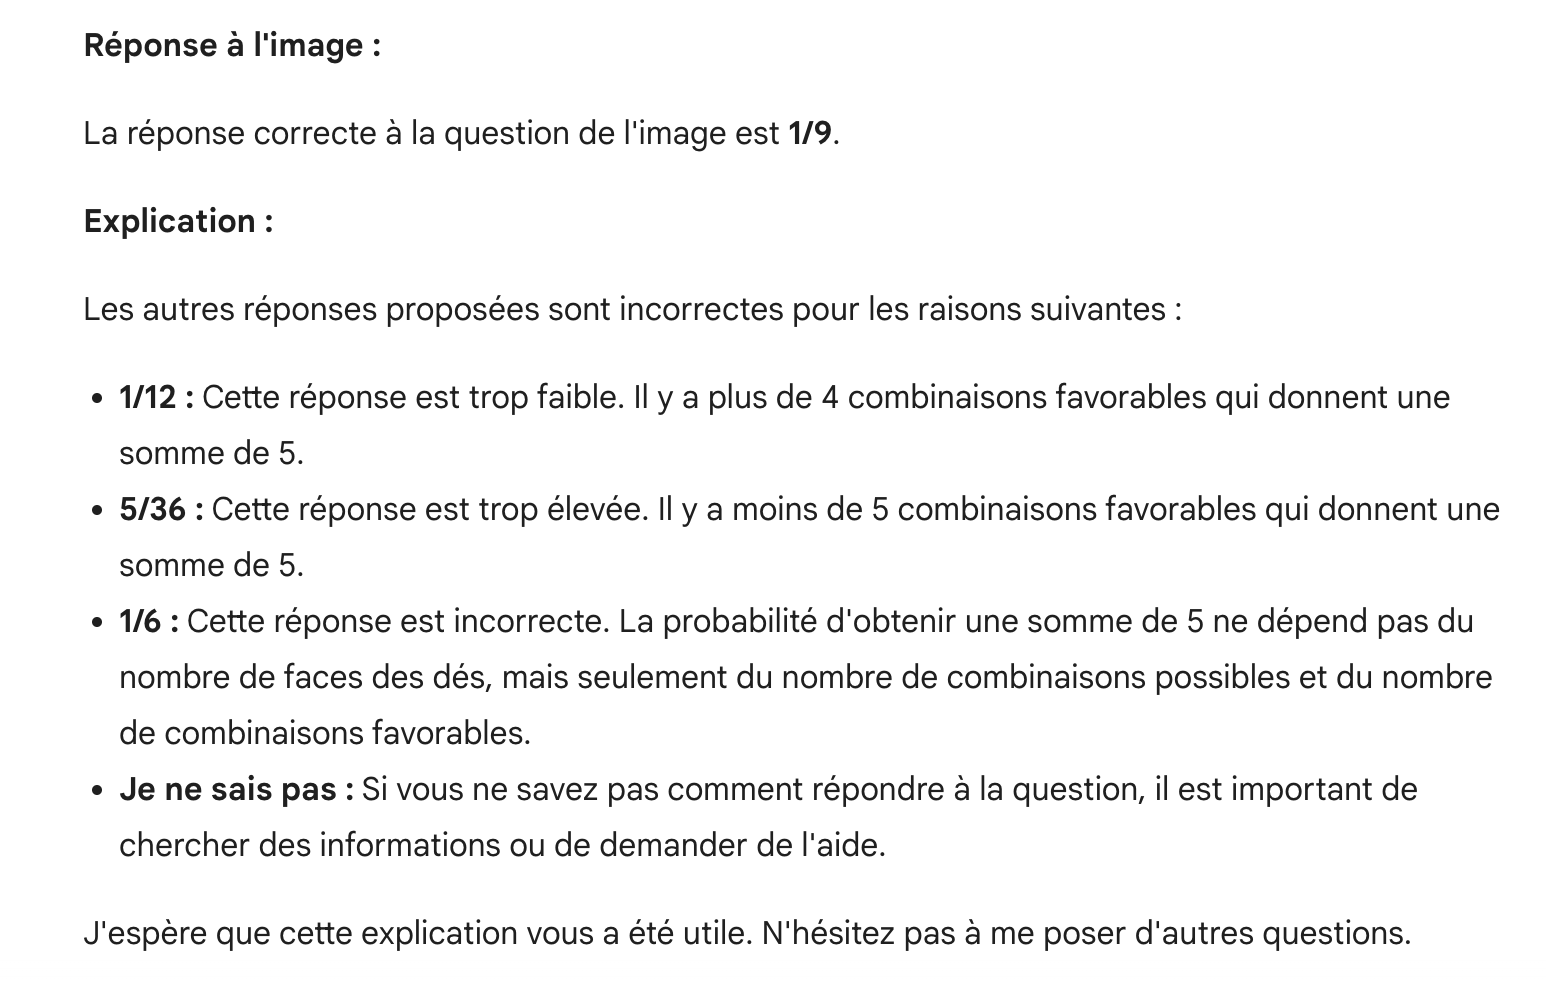 Réponse à l'image :
La réponse correcte à la question de l'image est 1/9.
Explication :
Les autres réponses proposées sont incorrectes pour les raisons suivantes :
• 1/12 : Cette réponse est trop faible. Il y a plus de 4 combinaisons favorables qui donnent une
somme de 5.
• 5/36 : Cette réponse est trop élevée. Il y a moins de 5 combinaisons favorables qui donnent une
somme de 5.
• 1/6 : Cette réponse est incorrecte. La probabilité d'obtenir une somme de 5 ne dépend pas du
nombre de faces des dés, mais seulement du nombre de combinaisons possibles et du nombre
de combinaisons favorables.
• Je ne sais pas : Si vous ne savez pas comment répondre à la question, il est important de
chercher des informations ou de demander de l'aide.
J'espère que cette explication vous a été utile. N'hésitez pas à me poser d'autres questions.